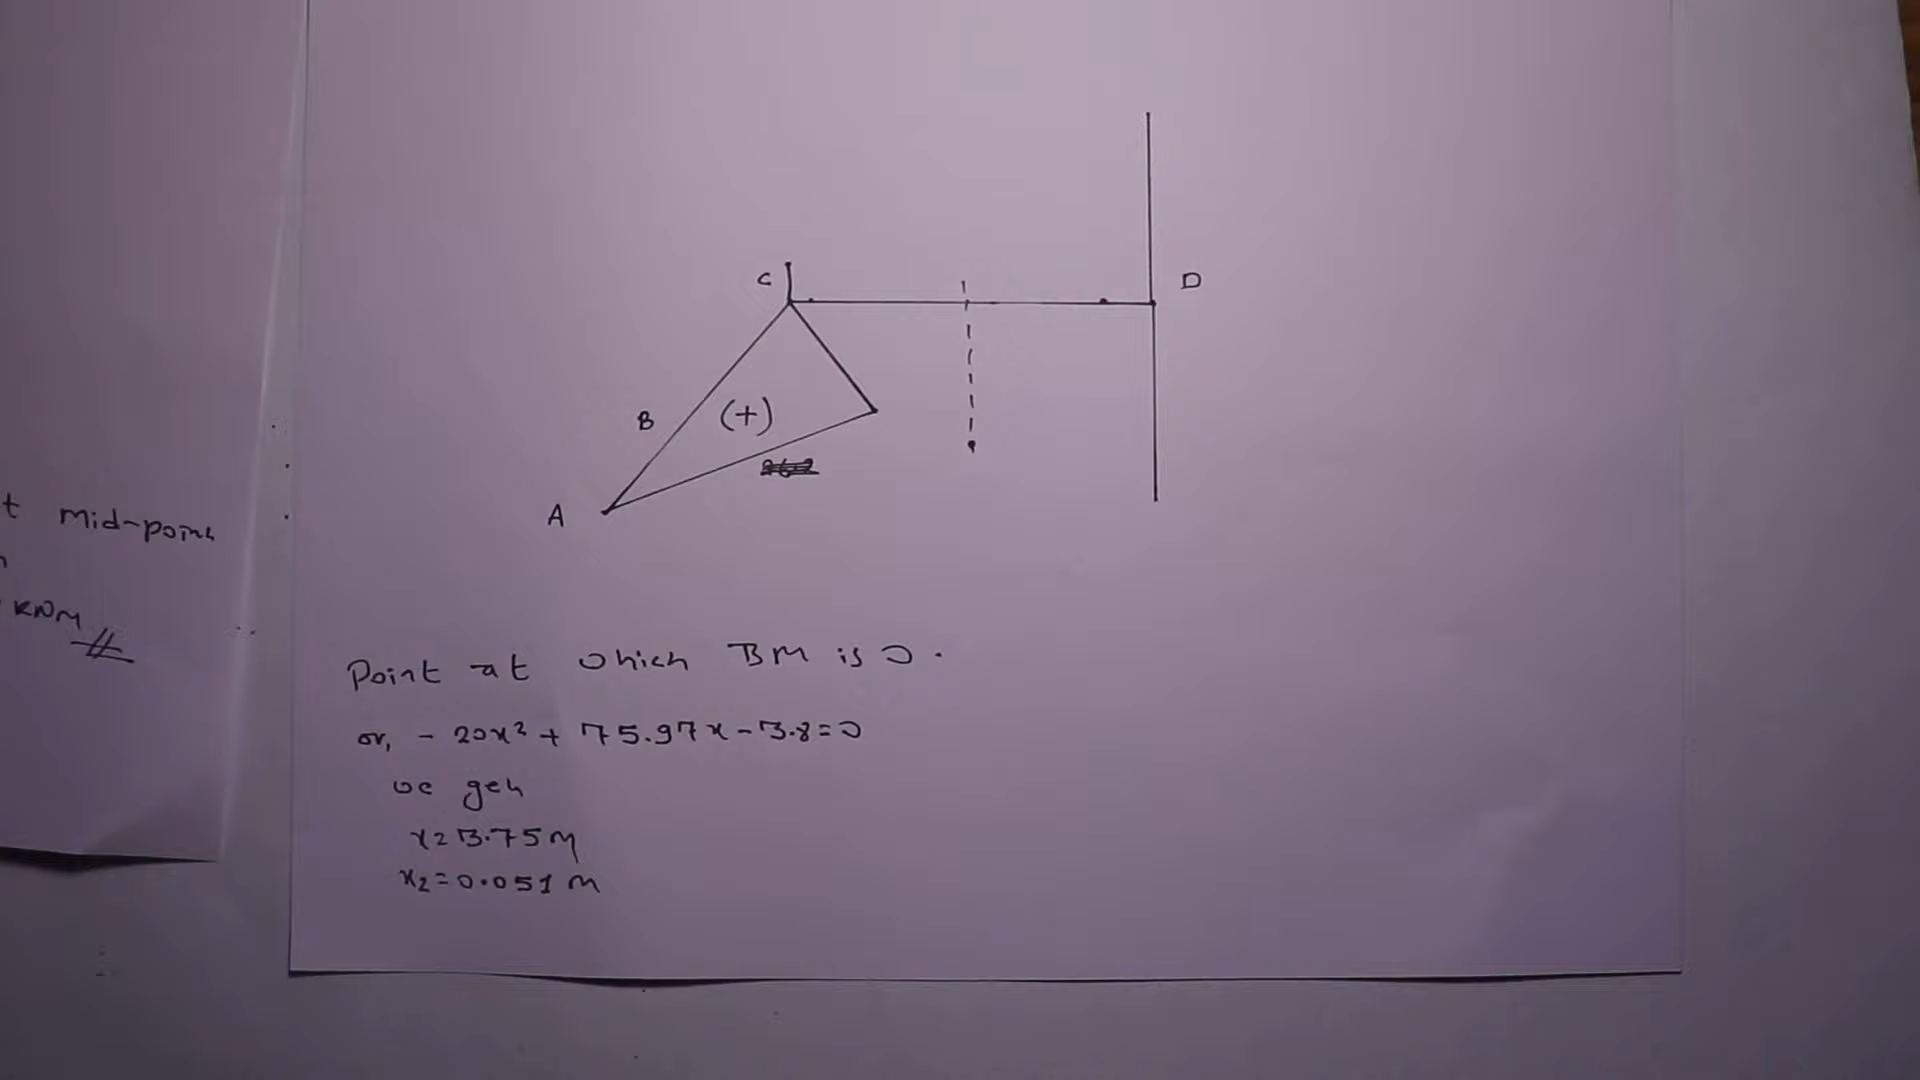 C
D
B
(+)
A
t mid-point
KNM
Point at which BM is 0.
or, - 20x² + 75.97x - 3.8 = 0
we get
x = 3.75 m
x₂ = 0.051 m